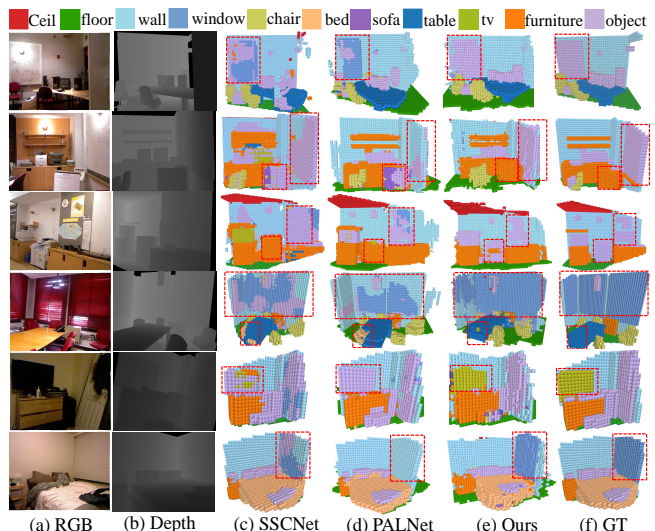 Ceil floor wall window chair bed sofa table tv furniture object
(a) RGB (b) Depth (c) SSCNet (d) PALNet (e) Ours (f) GT